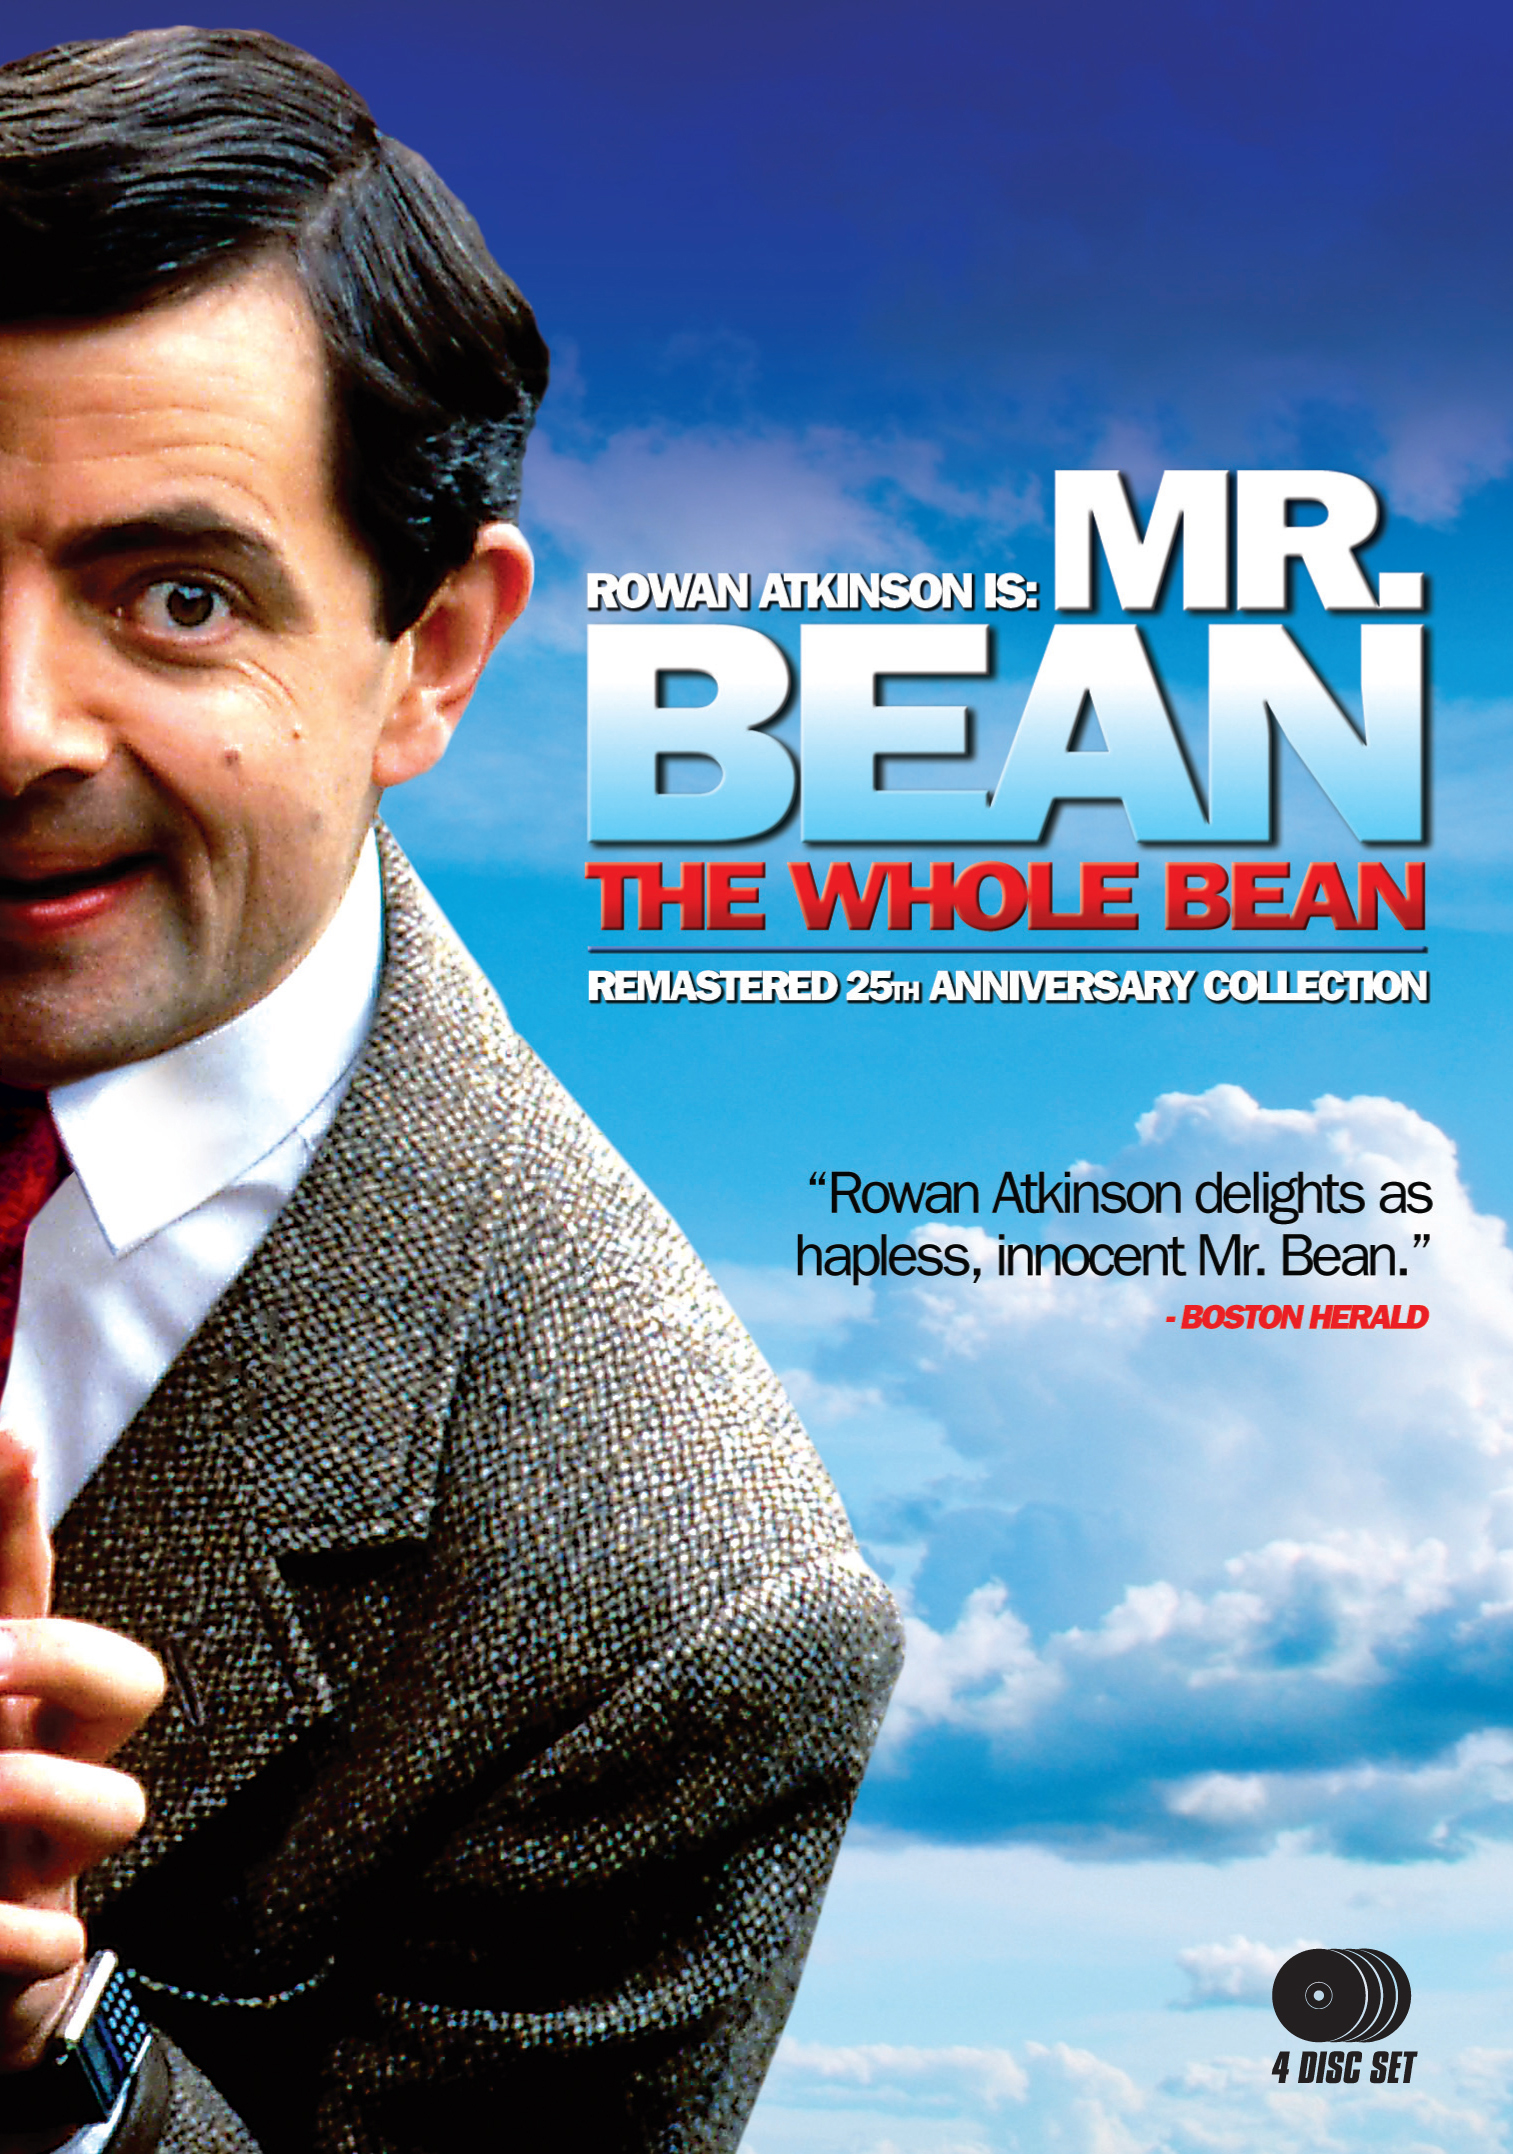 ROWAN ATKINSON IS: MR.
BEAN
THE WHOLE BEAN
REMASTERED 25TH ANNIVERSARY COLLECTION
“Rowan Atkinson delights as
hapless, innocent Mr. Bean.”
- BOSTON HERALD
4 DISC SET